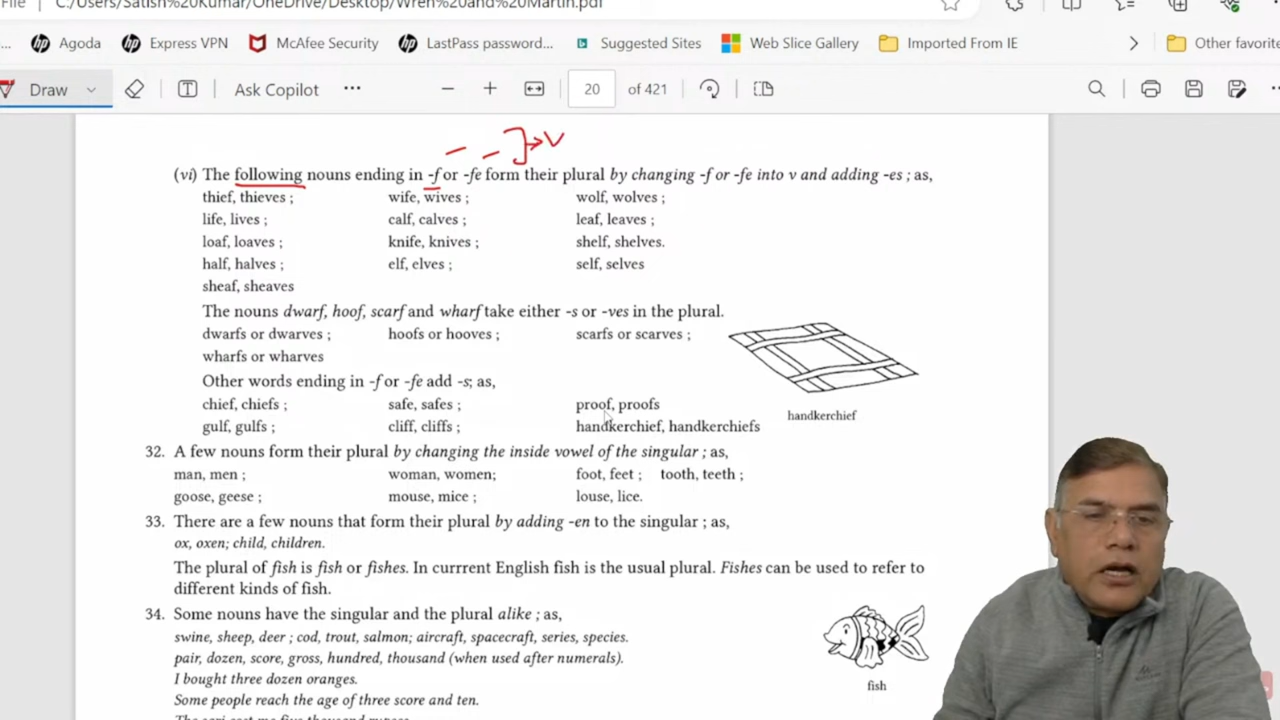 File C:/Users/Satish%20Kumar/OneDrive/Desktop/Wren%20and%20Martin.pdf
... Agoda Express VPN McAfee Security LastPass password... Suggested Sites Web Slice Gallery Imported From IE Other favorite
Draw Ask Copilot ... 20 of 421
] → v
(vi) The following nouns ending in -f or -fe form their plural by changing -f or -fe into v and adding -es ; as,
thief, thieves ; wife, wives ; wolf, wolves ;
life, lives ; calf, calves ; leaf, leaves ;
loaf, loaves ; knife, knives ; shelf, shelves.
half, halves ; elf, elves ; self, selves
sheaf, sheaves
The nouns dwarf, hoof, scarf and wharf take either -s or -ves in the plural.
dwarfs or dwarves ; hoofs or hooves ; scarfs or scarves ;
wharfs or wharves
Other words ending in -f or -fe add -s; as,
chief, chiefs ; safe, safes ; proof, proofs
gulf, gulfs ; cliff, cliffs ; handkerchief, handkerchiefs
handkerchief
32. A few nouns form their plural by changing the inside vowel of the singular ; as,
man, men ; woman, women; foot, feet ; tooth, teeth ;
goose, geese ; mouse, mice ; louse, lice.
33. There are a few nouns that form their plural by adding -en to the singular ; as,
ox, oxen; child, children.
The plural of fish is fish or fishes. In currrent English fish is the usual plural. Fishes can be used to refer to
different kinds of fish.
34. Some nouns have the singular and the plural alike ; as,
swine, sheep, deer ; cod, trout, salmon; aircraft, spacecraft, series, species.
pair, dozen, score, gross, hundred, thousand (when used after numerals).
I bought three dozen oranges.
fish
Some people reach the age of three score and ten.
The sari cost me five thousand rupees.